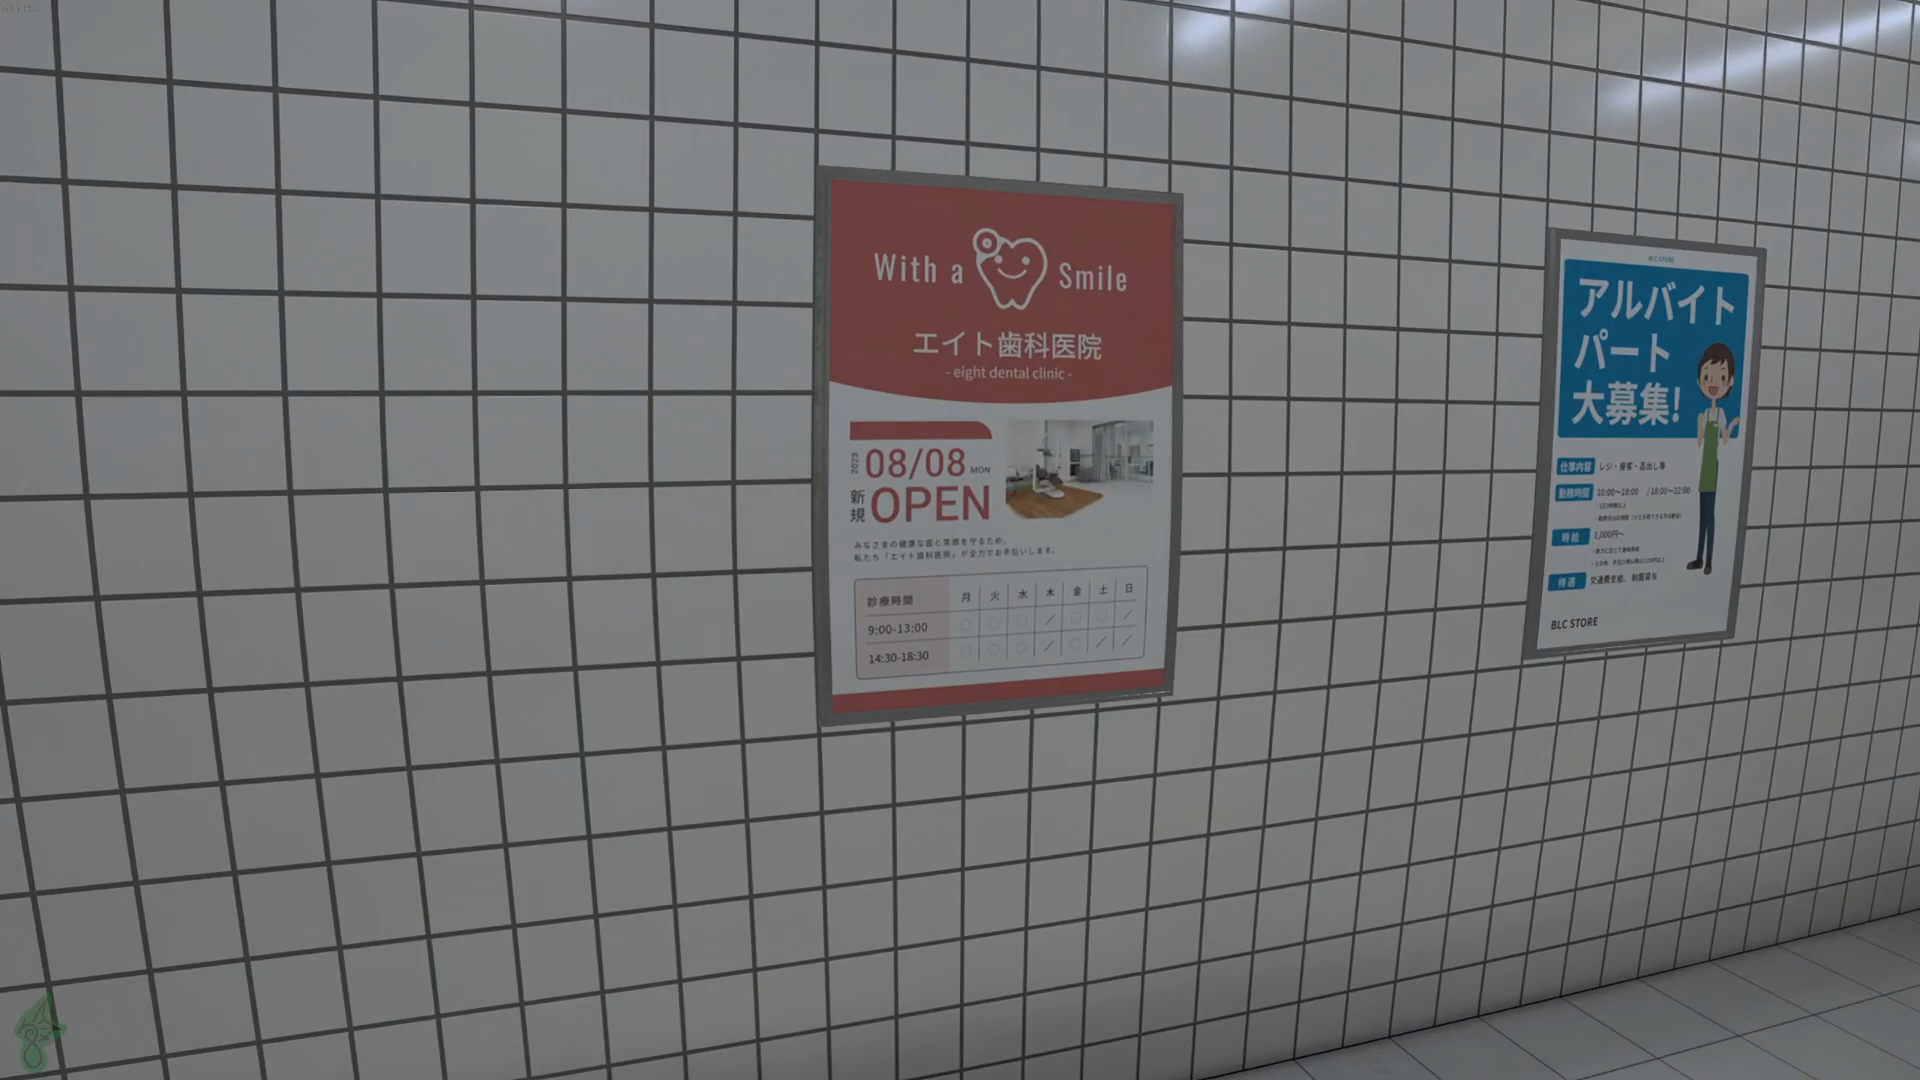 With a Smile
エイト歯科医院
- eight dental clinic -
2023
08/08 MON
新規 OPEN
みなさまの健康な歯と笑顔を守るため、
私たち「エイト歯科医院」が全力でお手伝いします。
診療時間 月 火 水 木 金 土 日
9:00-13:00 ○ ○ ○ / ○ ○ /
14:30-18:30 ○ ○ ○ / ○ / /
BLC STORE
アルバイト
パート
大募集!
仕事内容 レジ・接客・品出し等
勤務時間 10:00〜18:00 / 18:00〜22:00
時給 1,000円〜
待遇 交通費支給、制服貸与
BLC STORE